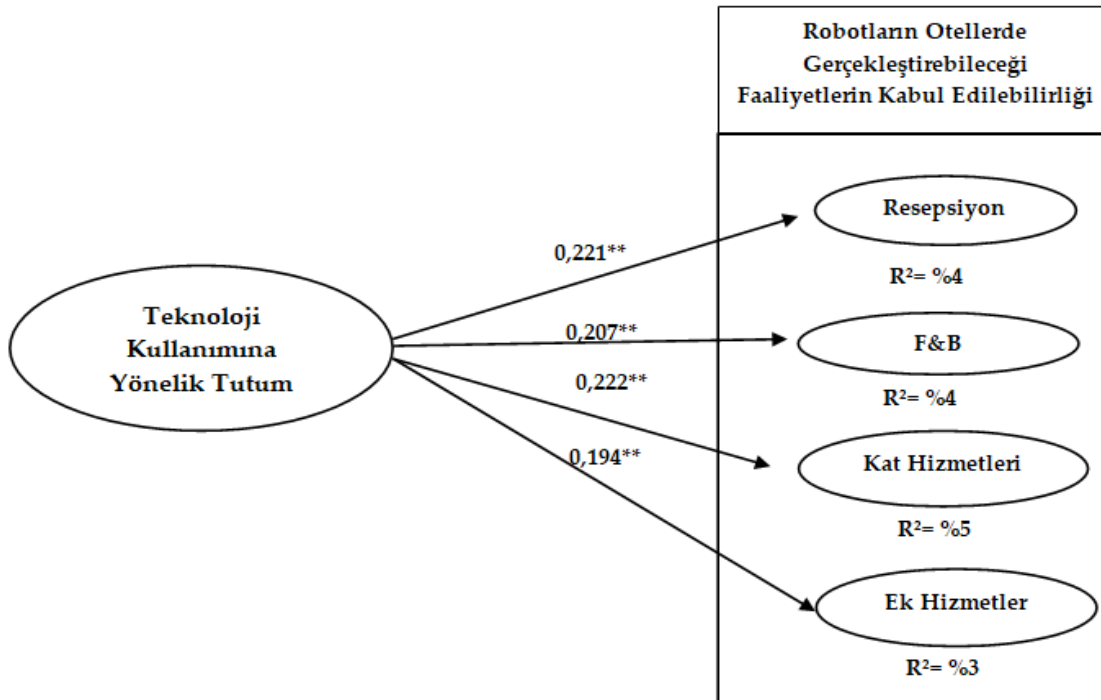 Robotların Otellerde
Gerçekleştirebileceği
Faaliyetlerin Kabul Edilebilirliği
Resepsiyon
0,221**
R²= %4
Teknoloji
Kullanımına
Yönelik Tutum
0,207**
F&B
0,222**
R²= %4
0,194**
Kat Hizmetleri
R²= %5
Ek Hizmetler
R²= %3